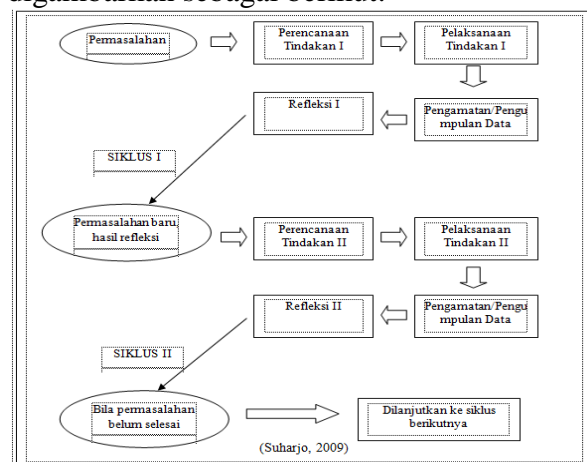 digambarkan sebagai berikut:
Permasalahan
Perencanaan
Tindakan I
Pelaksanaan
Tindakan I
Refleksi I
Pengamatan/Pengu
mpulan Data
SIKLUS I
Permasalahan baru,
hasil refleksi
Perencanaan
Tindakan II
Pelaksanaan
Tindakan II
Refleksi II
Pengamatan/Pengu
mpulan Data
SIKLUS II
Bila permasalahan
belum selesai
Dilanjutkan ke siklus
berikutnya
(Suharjo, 2009)